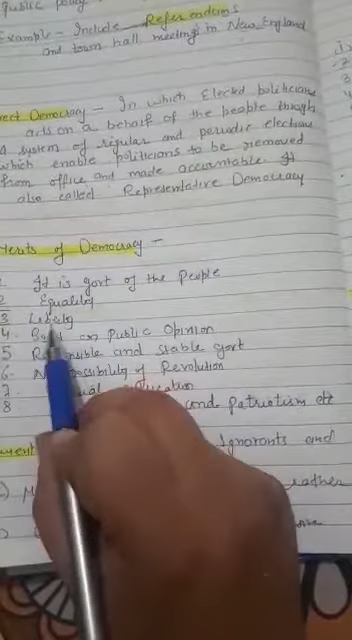 public policy
Example - Include Referendums
and town hall meetings in New England
ect Democracy - In which Elected politicians
acts on a behalf of the people through
a system of regular and periodic elections
which enable politicians to be removed
from office and made accountable It
also called Representative Democracy
Merits of Democracy -
1 It is govt of the People
2 Equality
3 Liberty
4. on Public Opinion
5 and stable govt
6. of Revolution
7.
8 and Patriotism etc
Ignorants and
rather